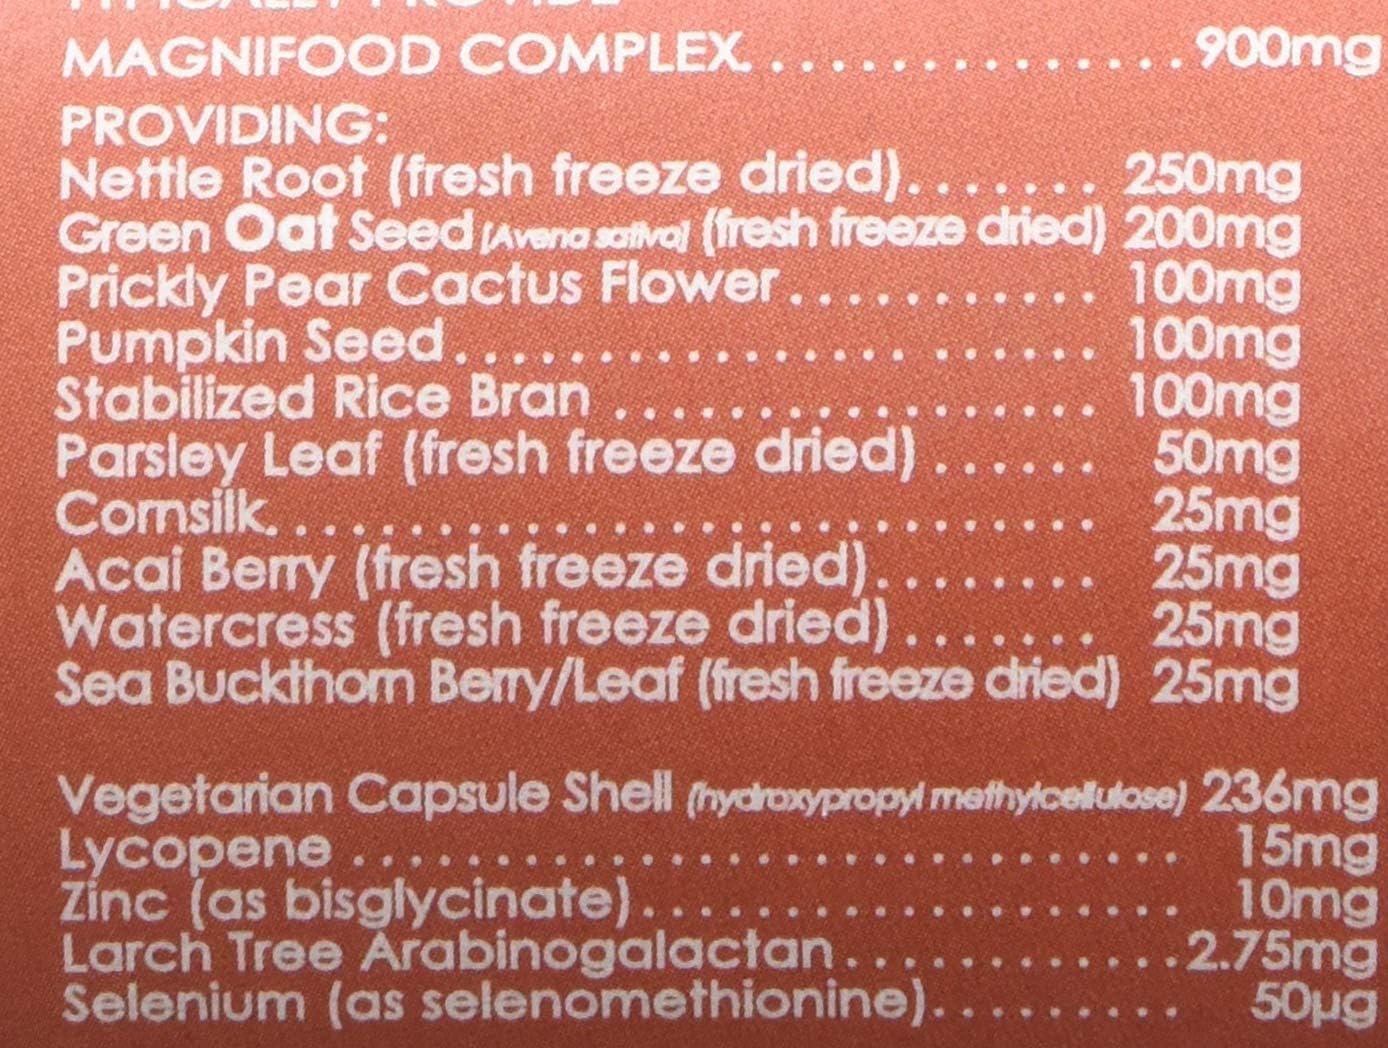 TYPICALLY PROVIDE
MAGNIFOOD COMPLEX...............900mg
PROVIDING:
Nettle Root (fresh freeze dried)....... 250mg
Green Oat Seed (Avena sativa) (fresh freeze dried) 200mg
Prickly Pear Cactus Flower........... 100mg
Pumpkin Seed...................... 100mg
Stabilized Rice Bran ................. 100mg
Parsley Leaf (fresh freeze dried) ...... 50mg
Cornsilk............................. 25mg
Acai Berry (fresh freeze dried)........ 25mg
Watercress (fresh freeze dried) ....... 25mg
Sea Buckthorn Berry/Leaf (fresh freeze dried) 25mg
Vegetarian Capsule Shell (hydroxypropyl methylcellulose) 236mg
Lycopene ............................. 15mg
Zinc (as bisglycinate)................... 10mg
Larch Tree Arabinogalactan............2.75mg
Selenium (as selenomethionine)......... 50µg